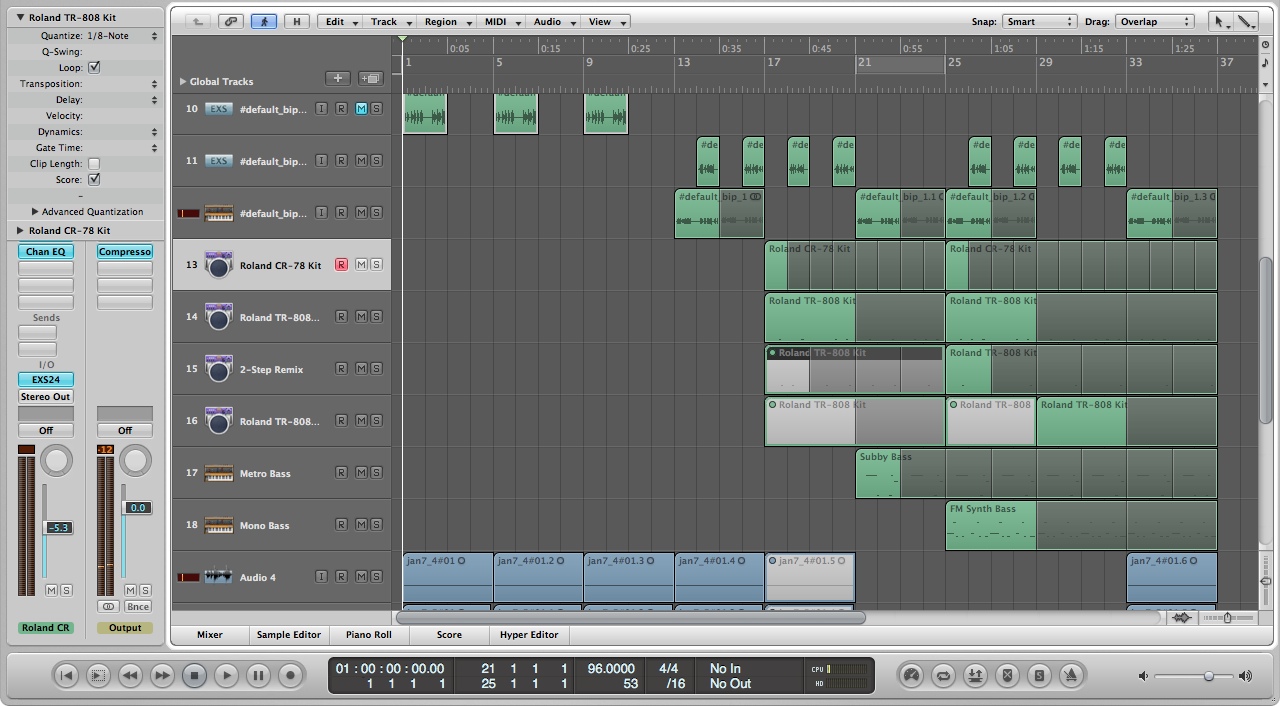 Roland TR-808 Kit
Quantize: 1/8-Note
Q-Swing:
Loop:
Transposition:
Delay:
Velocity:
Dynamics:
Gate Time:
Clip Length:
Score:
Advanced Quantization
Roland CR-78 Kit
Chan EQ Compresso
Sends
I/O
EXS24
Stereo Out
Off Off
-12
0.0
-5.3
M S M S
Bnce
Roland CR Output
H Edit Track Region MIDI Audio View Snap: Smart Drag: Overlap
0:05 0:15 0:25 0:35 0:45 0:55 1:05 1:15 1:25
1 5 9 13 17 21 25 29 33 37
Global Tracks
10 EXS #default_bip... I R M S
11 EXS #default_bip... I R M S #de #de #de #de #de #de #de #de
#default_bip... I R M S #default_bip_1 #default_bip_1.1 #default_bip_1.2 #default_bip_1.3
13 Roland CR-78 Kit R M S Roland CR-78 Kit Roland CR-78 Kit
14 Roland TR-808... R M S Roland TR-808 Kit Roland TR-808 Kit
15 2-Step Remix R M S Roland TR-808 Kit Roland TR-808 Kit
16 Roland TR-808... R M S Roland TR-808 Kit Roland TR-808 Roland TR-808 Kit
17 Metro Bass R M S Subby Bass
18 Mono Bass R M S FM Synth Bass
Audio 4 I R M S jan7_4#01 jan7_4#01.2 jan7_4#01.3 jan7_4#01.4 jan7_4#01.5 jan7_4#01.6
Mixer Sample Editor Piano Roll Score Hyper Editor
01 : 00 : 00 : 00.00 21 1 1 1 96.0000 4/4 No In CPU
1 1 1 1 25 1 1 1 53 /16 No Out HD
S